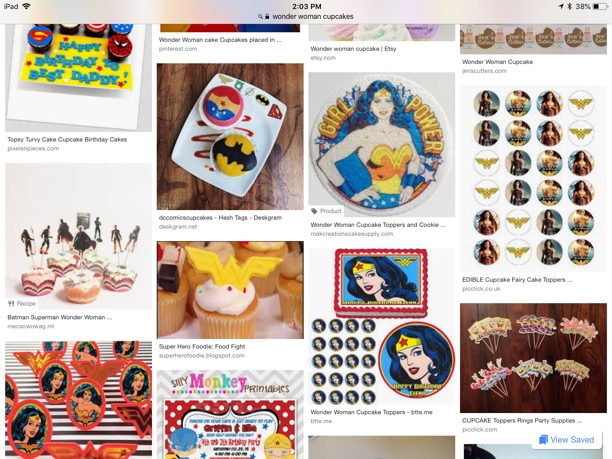 iPad
2:03 PM
38%
wonder woman cupcakes
HAPPY
BIRTHDAY TO
BEST DADDY!
Topsy Turvy Cake Cupcake Birthday Cakes
pixelsnpieces.com
Recipe
Batman Superman Wonder Woman ...
mecsowowag.ml
Wonder Woman cake Cupcakes placed in ...
pinterest.com
dccomicscupcakes - Hash Tags - Deskgram
deskgram.net
Super Hero Foodie: Food Fight
superherofoodie.blogspot.com
SILLY Monkey
PRINTABLES
Griffin & Ella
Wonder woman cupcake | Etsy
etsy.com
GIRL POWER
Product
Wonder Woman Cupcake Toppers and Cookie ...
makcreationscakesupply.com
HAPPY BIRTHDAY
Wonder Woman Cupcake Toppers - btte.me
btte.me
Wonder Woman Cupcake
jenscutters.com
EDIBLE Cupcake Fairy Cake Toppers ...
picclick.co.uk
CUPCAKE Toppers Rings Party Supplies ...
picclick.com
View Saved